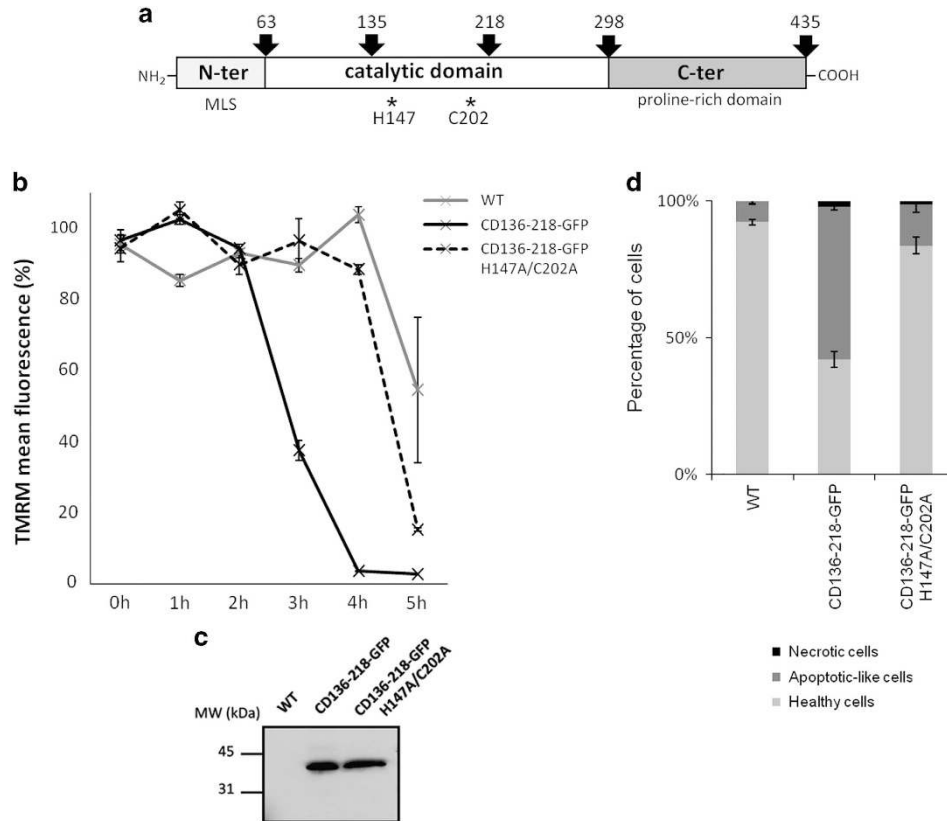 a
63 135 218 298 435
NH2 N-ter catalytic domain C-ter COOH
MLS * * proline-rich domain
H147 C202
b
TMRM mean fluorescence (%)
100
80
60
40
20
0
0h 1h 2h 3h 4h 5h
WT
CD136-218-GFP
CD136-218-GFP
H147A/C202A
c
WT
CD136-218-GFP
CD136-218-GFP
H147A/C202A
MW (kDa)
45
31
d
Percentage of cells
100%
50%
0%
WT
CD136-218-GFP
CD136-218-GFP
H147A/C202A
Necrotic cells
Apoptotic-like cells
Healthy cells